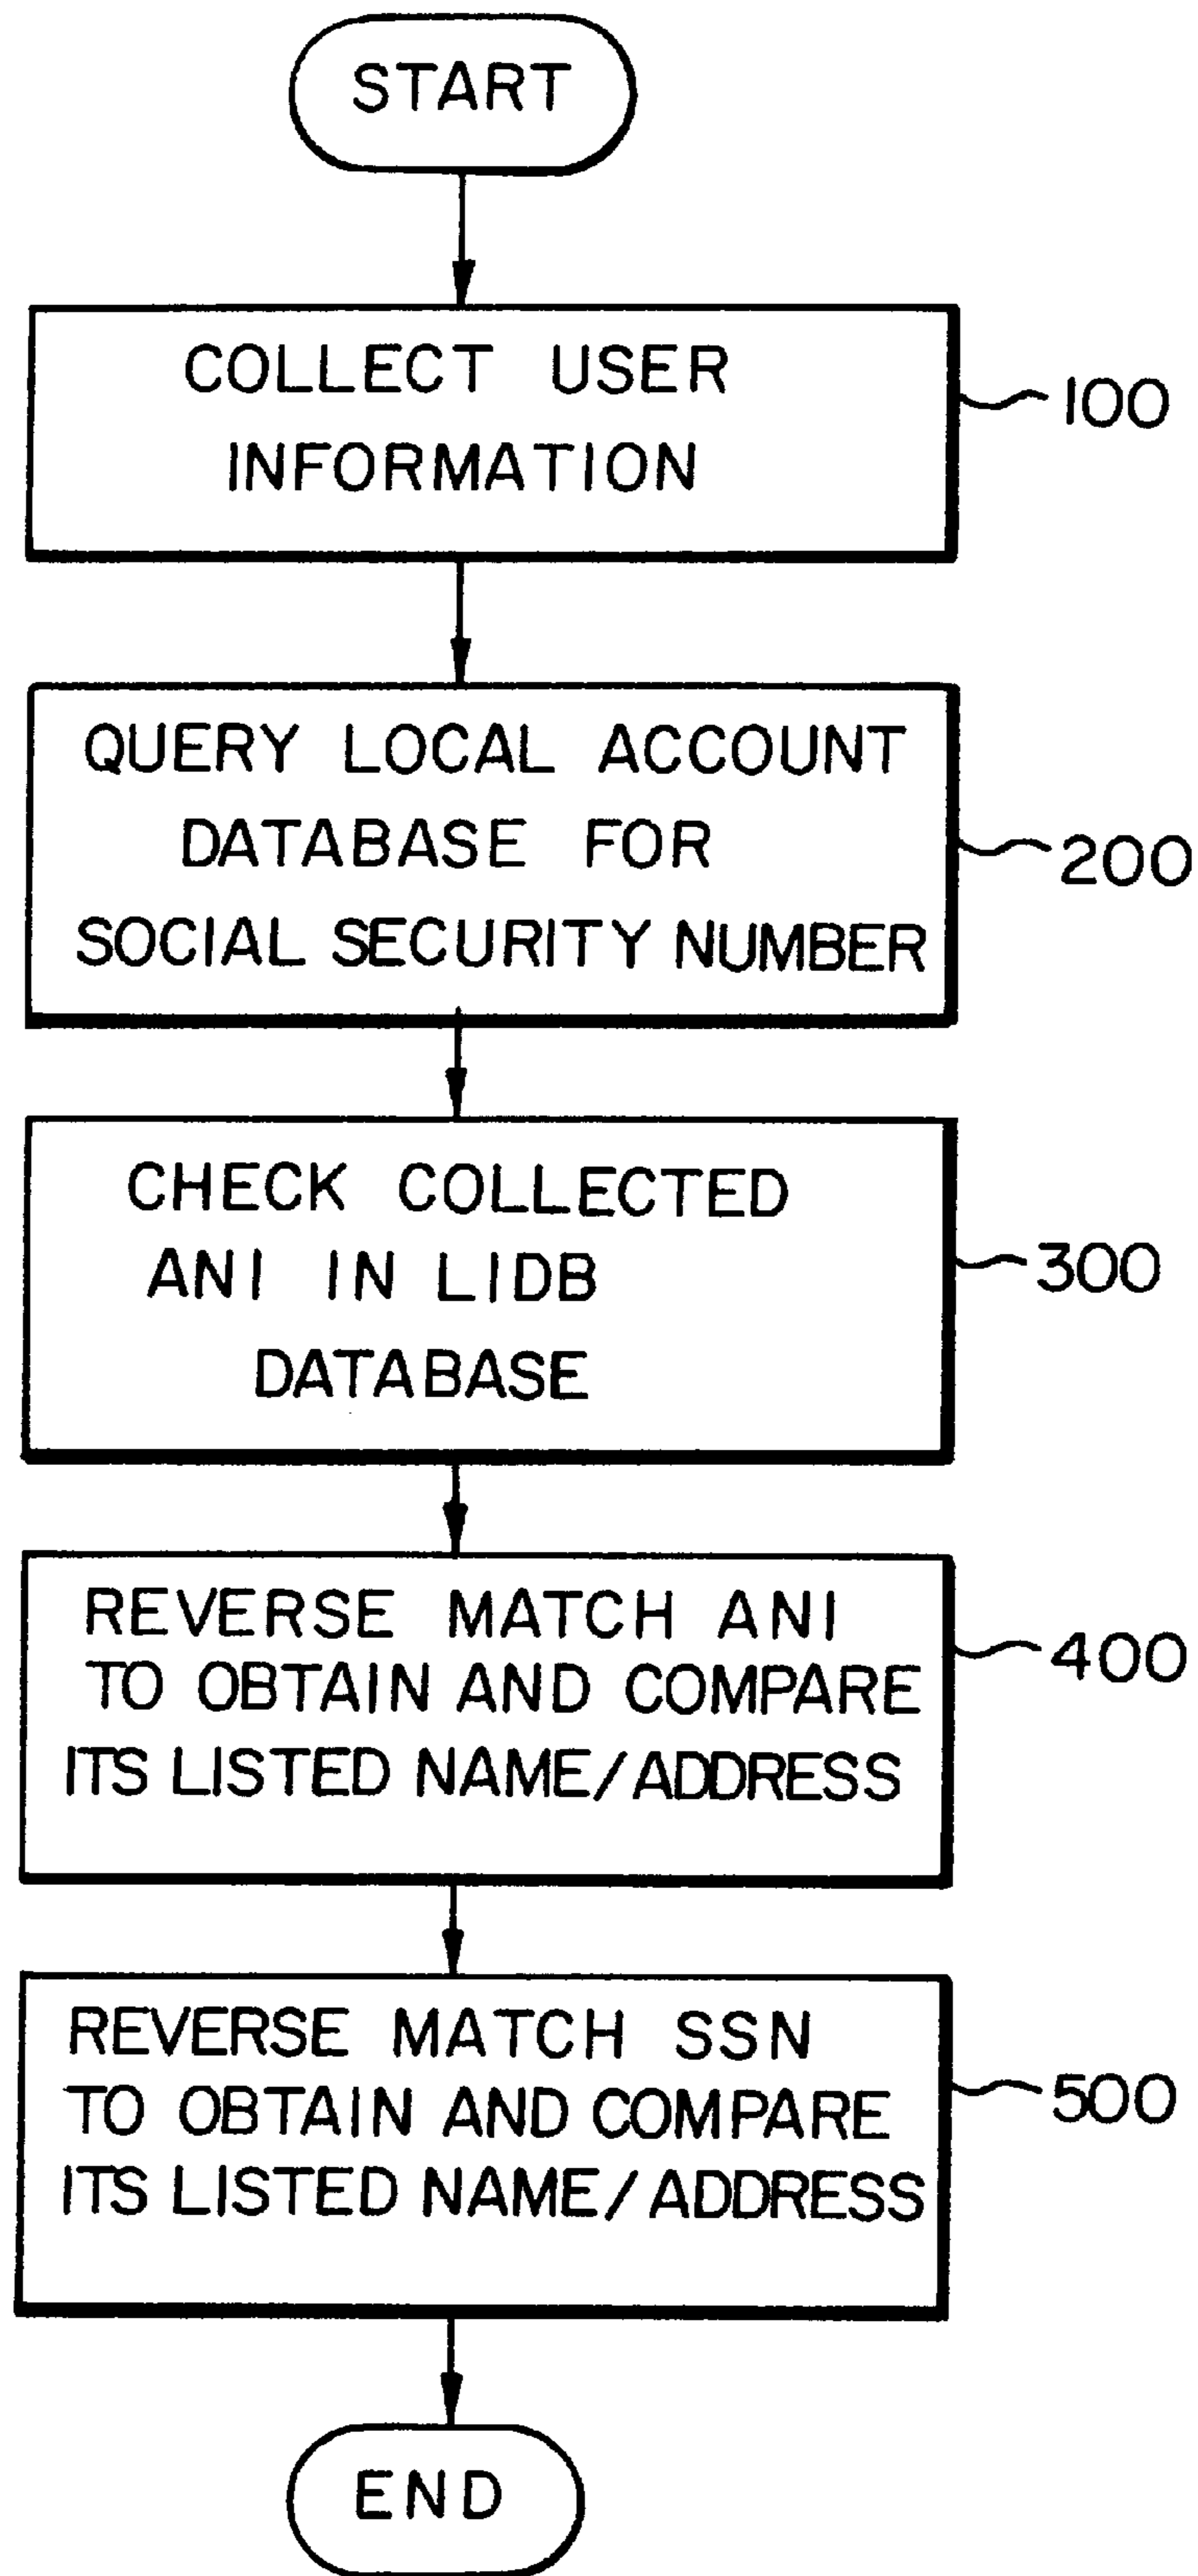 START
COLLECT USER
INFORMATION
100
QUERY LOCAL ACCOUNT
DATABASE FOR
SOCIAL SECURITY NUMBER
200
CHECK COLLECTED
ANI IN LIDB
DATABASE
300
REVERSE MATCH ANI
TO OBTAIN AND COMPARE
ITS LISTED NAME/ADDRESS
400
REVERSE MATCH SSN
TO OBTAIN AND COMPARE
ITS LISTED NAME/ADDRESS
500
END